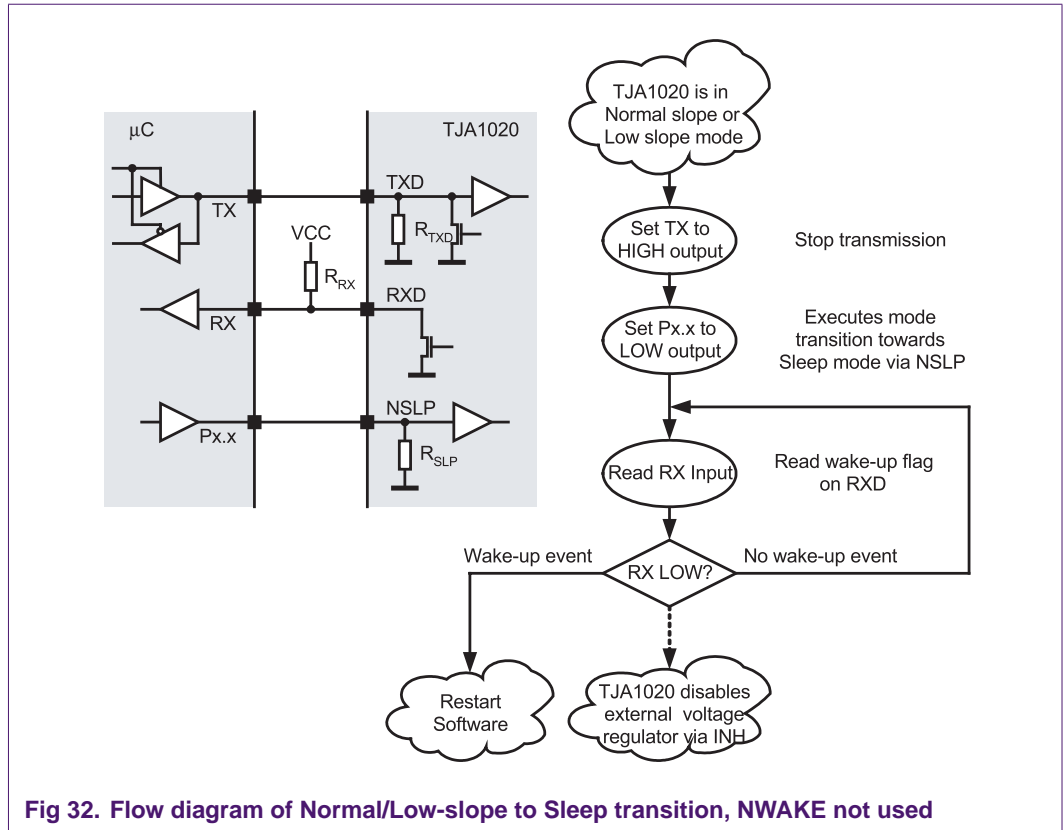 μC
TJA1020
TX
TXD
R_TXD
VCC
R_RX
RX
RXD
Px.x
NSLP
R_SLP
TJA1020 is in
Normal slope or
Low slope mode
Set TX to
HIGH output
Stop transmission
Set Px.x to
LOW output
Executes mode
transition towards
Sleep mode via NSLP
Read RX Input
Read wake-up flag
on RXD
Wake-up event
RX LOW?
No wake-up event
Restart
Software
TJA1020 disables
external voltage
regulator via INH
Fig 32. Flow diagram of Normal/Low-slope to Sleep transition, NWAKE not used